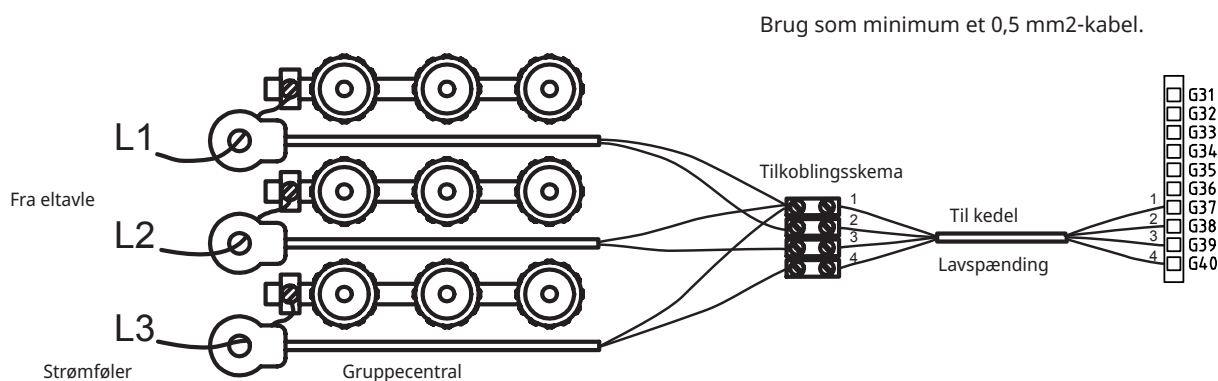 Brug som minimum et 0,5 mm2-kabel.
L1
Fra eltavle
L2
L3
Strømføler
Gruppecentral
Tilkoblingsskema
1
2
3
4
Til kedel
Lavspænding
1
2
3
4
G31
G32
G33
G34
G35
G36
G37
G38
G39
G40